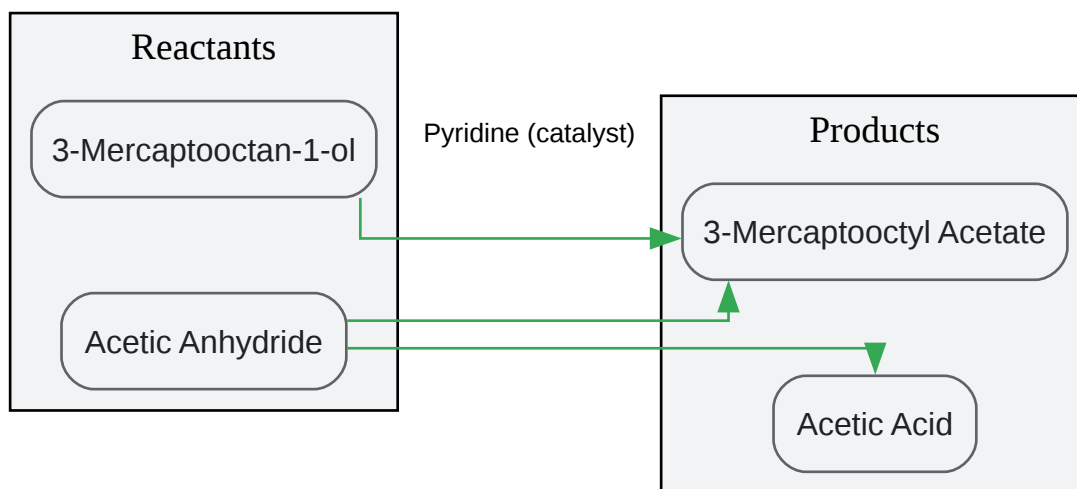 Reactants
3-Mercaptooctan-1-ol
Acetic Anhydride
Pyridine (catalyst)
Products
3-Mercaptooctyl Acetate
Acetic Acid